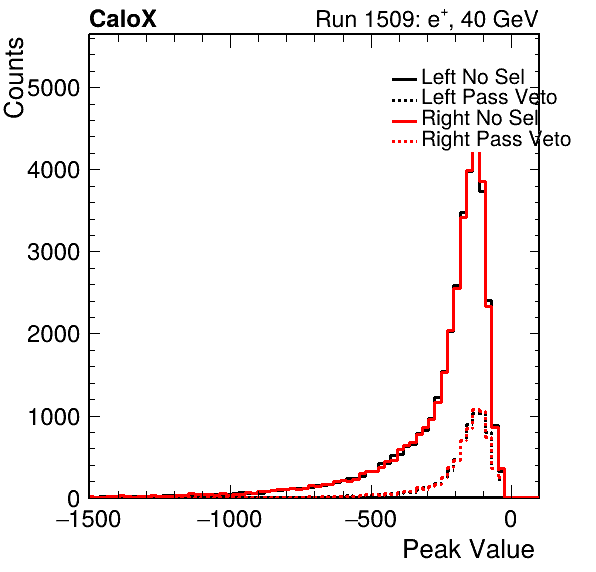 CaloX Run 1509: e⁺, 40 GeV
Counts
Left No Sel
Left Pass Veto
Right No Sel
Right Pass Veto
5000
4000
3000
2000
1000
0
−1500 −1000 −500 0
Peak Value